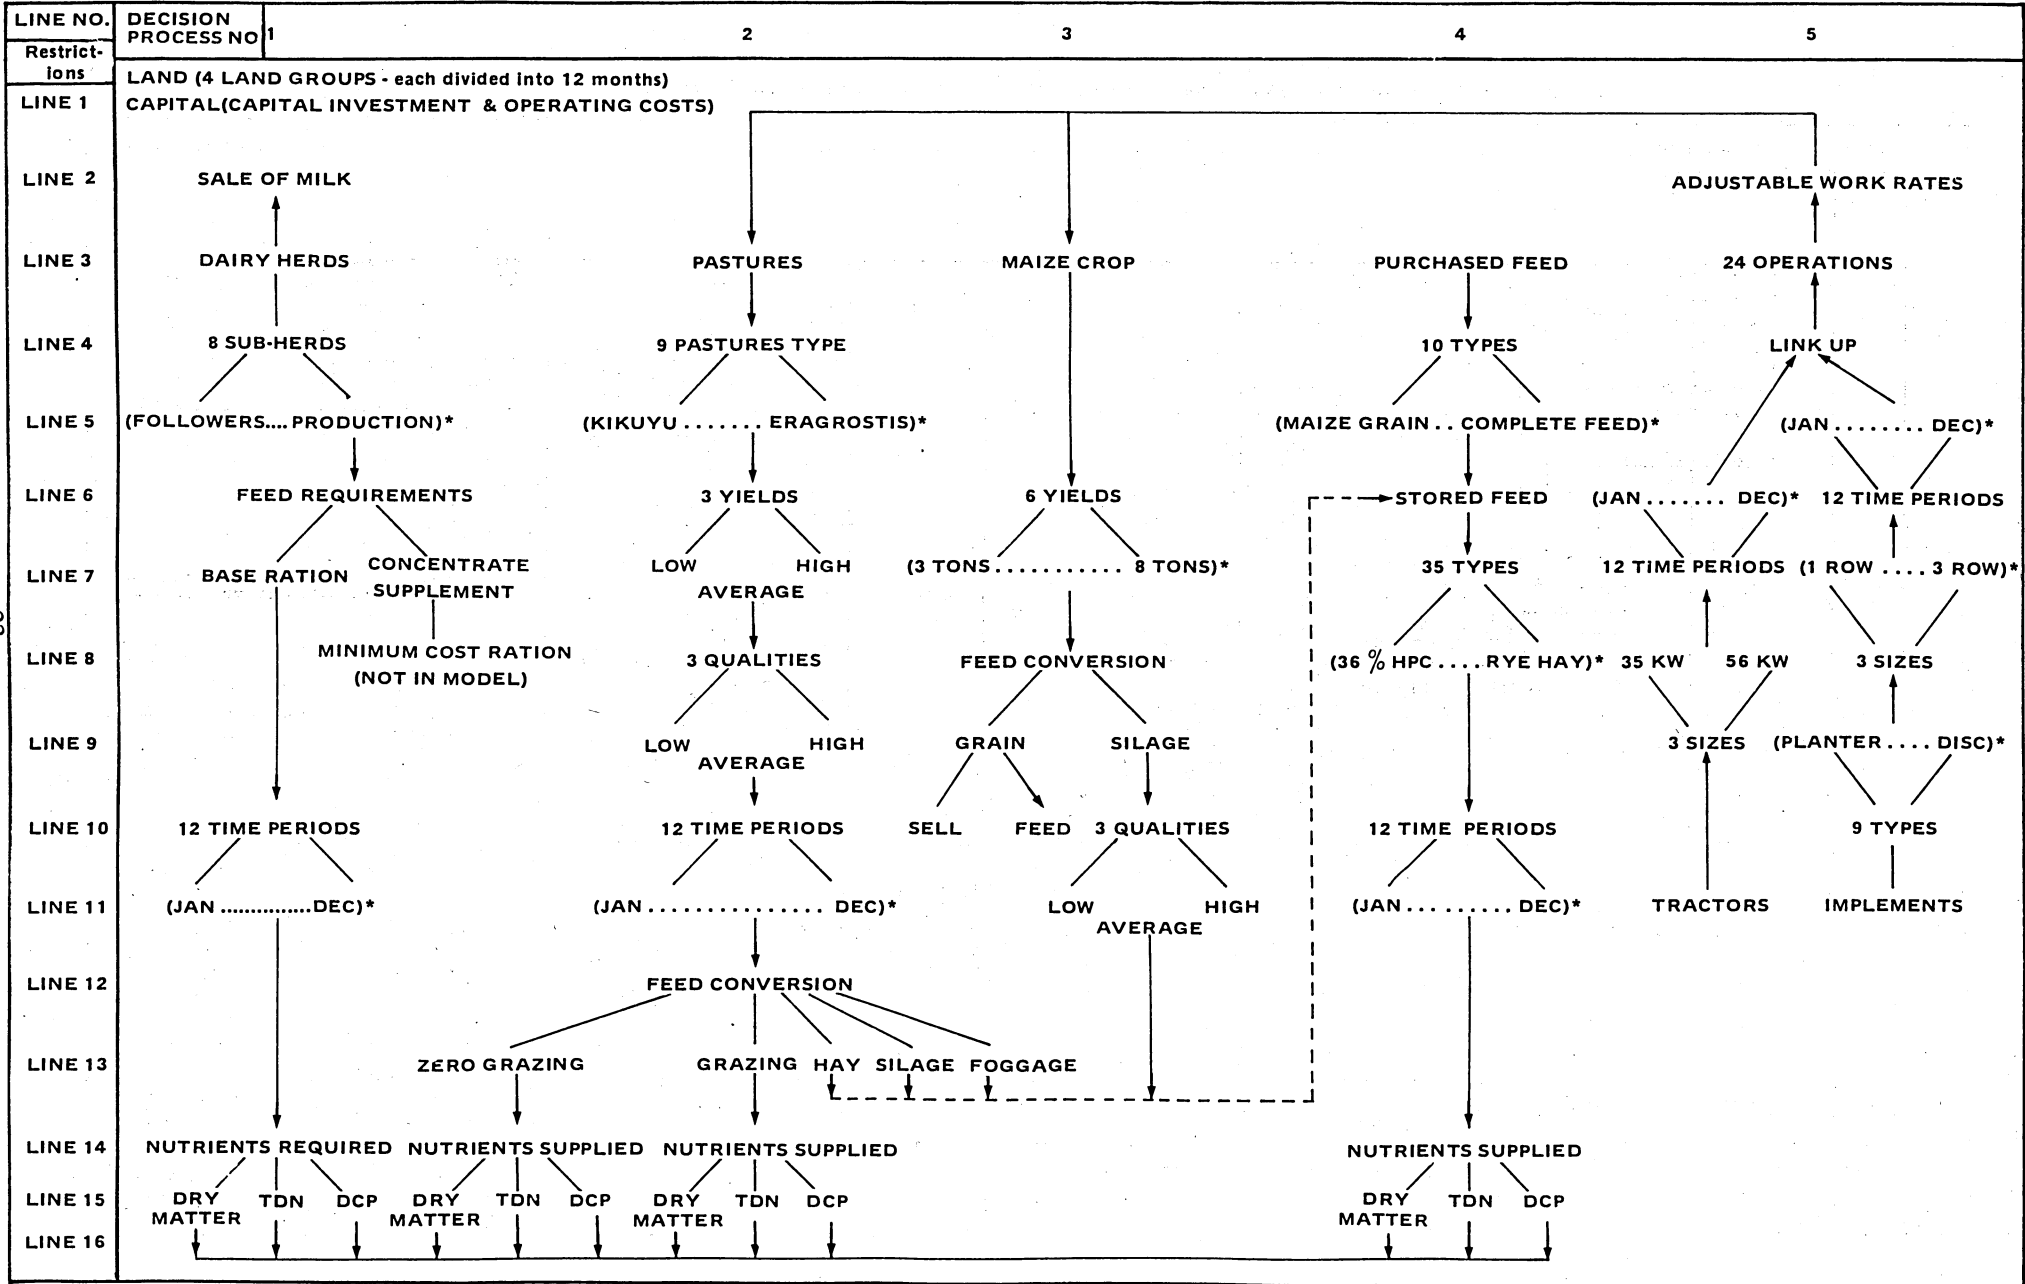 LINE NO. DECISION PROCESS NO 1 2 3 4 5
Restrict-
ions
LAND (4 LAND GROUPS - each divided into 12 months)
LINE 1 CAPITAL(CAPITAL INVESTMENT & OPERATING COSTS)
LINE 2 SALE OF MILK ADJUSTABLE WORK RATES
LINE 3 DAIRY HERDS PASTURES MAIZE CROP PURCHASED FEED 24 OPERATIONS
LINE 4 8 SUB-HERDS 9 PASTURES TYPE 10 TYPES LINK UP
LINE 5 (FOLLOWERS.... PRODUCTION)* (KIKUYU ....... ERAGROSTIS)* (MAIZE GRAIN .. COMPLETE FEED)* (JAN ........ DEC)*
LINE 6 FEED REQUIREMENTS 3 YIELDS 6 YIELDS STORED FEED (JAN ....... DEC)* 12 TIME PERIODS
LINE 7 BASE RATION CONCENTRATE SUPPLEMENT LOW AVERAGE HIGH (3 TONS ........... 8 TONS)* 35 TYPES 12 TIME PERIODS (1 ROW .... 3 ROW)*
LINE 8 MINIMUM COST RATION (NOT IN MODEL) 3 QUALITIES FEED CONVERSION (36 % HPC .... RYE HAY)* 35 KW 56 KW 3 SIZES
LINE 9 LOW AVERAGE HIGH GRAIN SILAGE 3 SIZES (PLANTER .... DISC)*
LINE 10 12 TIME PERIODS 12 TIME PERIODS SELL FEED 3 QUALITIES 12 TIME PERIODS 9 TYPES
LINE 11 (JAN ...............DEC)* (JAN ................ DEC)* LOW AVERAGE HIGH (JAN ......... DEC)* TRACTORS IMPLEMENTS
LINE 12 FEED CONVERSION
LINE 13 ZERO GRAZING GRAZING HAY SILAGE FOGGAGE
LINE 14 NUTRIENTS REQUIRED NUTRIENTS SUPPLIED NUTRIENTS SUPPLIED NUTRIENTS SUPPLIED
LINE 15 DRY MATTER TDN DCP DRY MATTER TDN DCP DRY MATTER TDN DCP DRY MATTER TDN DCP
LINE 16